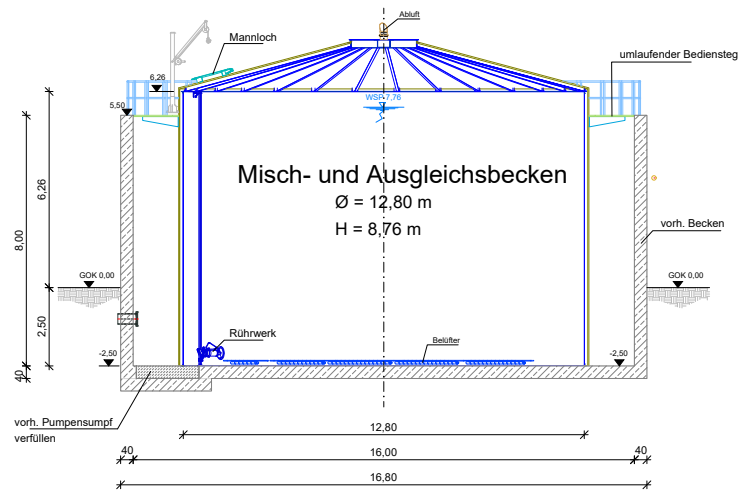 Abluft
Mannloch
umlaufender Bediensteg
6,26
WSP 7,76
5,50
Misch- und Ausgleichsbecken
Ø = 12,80 m
H = 8,76 m
6,26
8,00
vorh. Becken
GOK 0,00
GOK 0,00
2,50
Rührwerk
Belüfter
-2,50
-2,50
40
vorh. Pumpensumpf
verfüllen
12,80
40
16,00
40
16,80